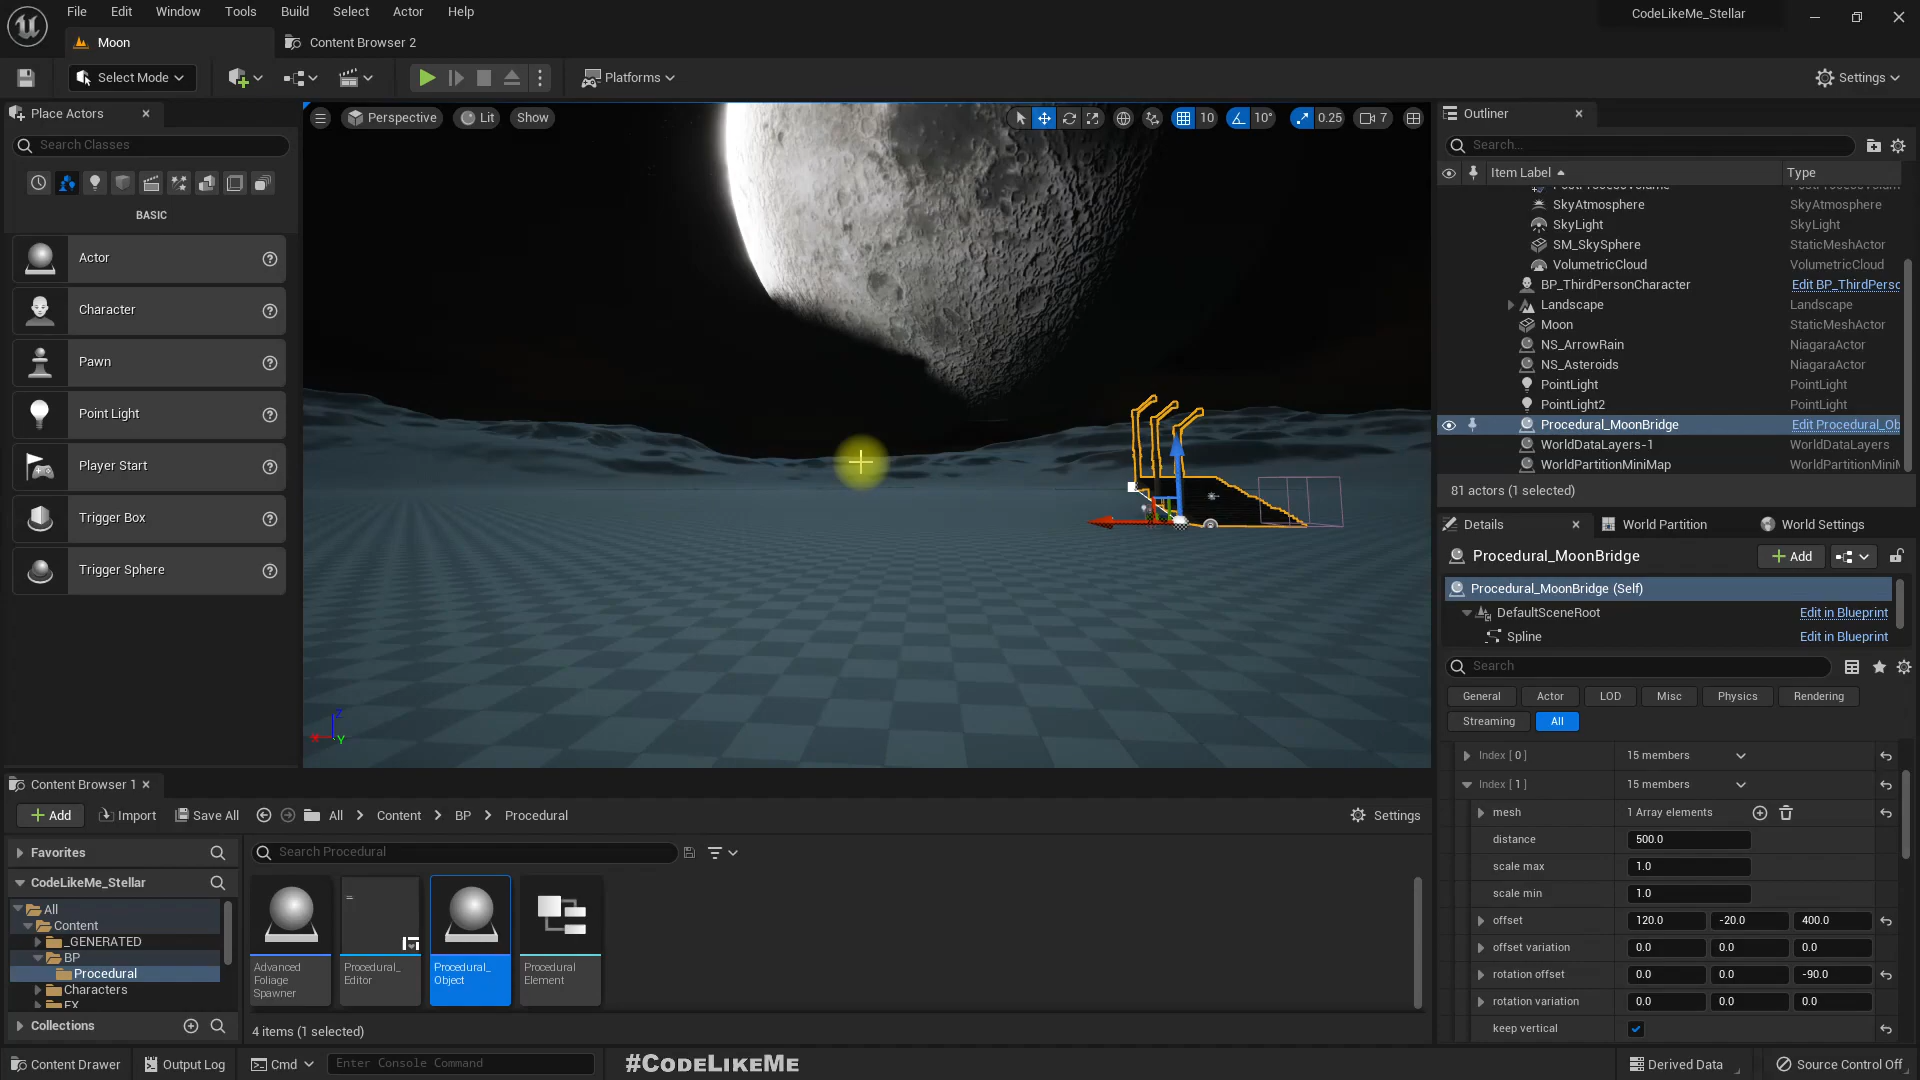 File Edit Window Tools Build Select Actor Help
CodeLikeMe_Stellar
Moon
Content Browser 2
Select Mode
Platforms
Settings
Place Actors
Search Classes
BASIC
Actor
Character
Pawn
Point Light
Player Start
Trigger Box
Trigger Sphere
Perspective
Lit
Show
10
10°
0.25
7
Z
X
Y
Outliner
Search...
Item Label
Type
SkyAtmosphere SkyAtmosphere
SkyLight SkyLight
SM_SkySphere StaticMeshActor
VolumetricCloud VolumetricCloud
BP_ThirdPersonCharacter Edit BP_ThirdPerso
Landscape Landscape
Moon StaticMeshActor
NS_ArrowRain NiagaraActor
NS_Asteroids NiagaraActor
PointLight PointLight
PointLight2 PointLight
Procedural_MoonBridge Edit Procedural_Ob
WorldDataLayers-1 WorldDataLayers
WorldPartitionMiniMap WorldPartitionMini
81 actors (1 selected)
Details
World Partition
World Settings
Procedural_MoonBridge
Add
Procedural_MoonBridge (Self)
DefaultSceneRoot Edit in Blueprint
Spline Edit in Blueprint
Search
General Actor LOD Misc Physics Rendering
Streaming All
Index [ 0 ] 15 members
Index [ 1 ] 15 members
mesh 1 Array elements
distance 500.0
scale max 1.0
scale min 1.0
offset 120.0 -20.0 400.0
offset variation 0.0 0.0 0.0
rotation offset 0.0 0.0 -90.0
rotation variation 0.0 0.0 0.0
keep vertical
Content Browser 1
Add
Import
Save All
All
Content
BP
Procedural
Settings
Favorites
CodeLikeMe_Stellar
All
Content
_GENERATED
BP
Procedural
Characters
FX
Collections
Search Procedural
Advanced
Foliage
Spawner
Procedural_
Editor
Procedural_
Object
Procedural
Element
4 items (1 selected)
Content Drawer
Output Log
Cmd
Enter Console Command
#CodeLikeMe
Derived Data
Source Control Off